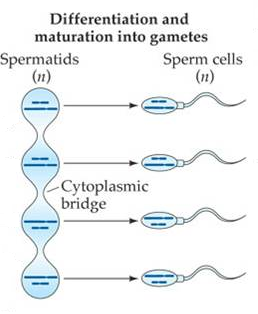 Differentiation and
maturation into gametes
Spermatids
(n)
Sperm cells
(n)
Cytoplasmic
bridge